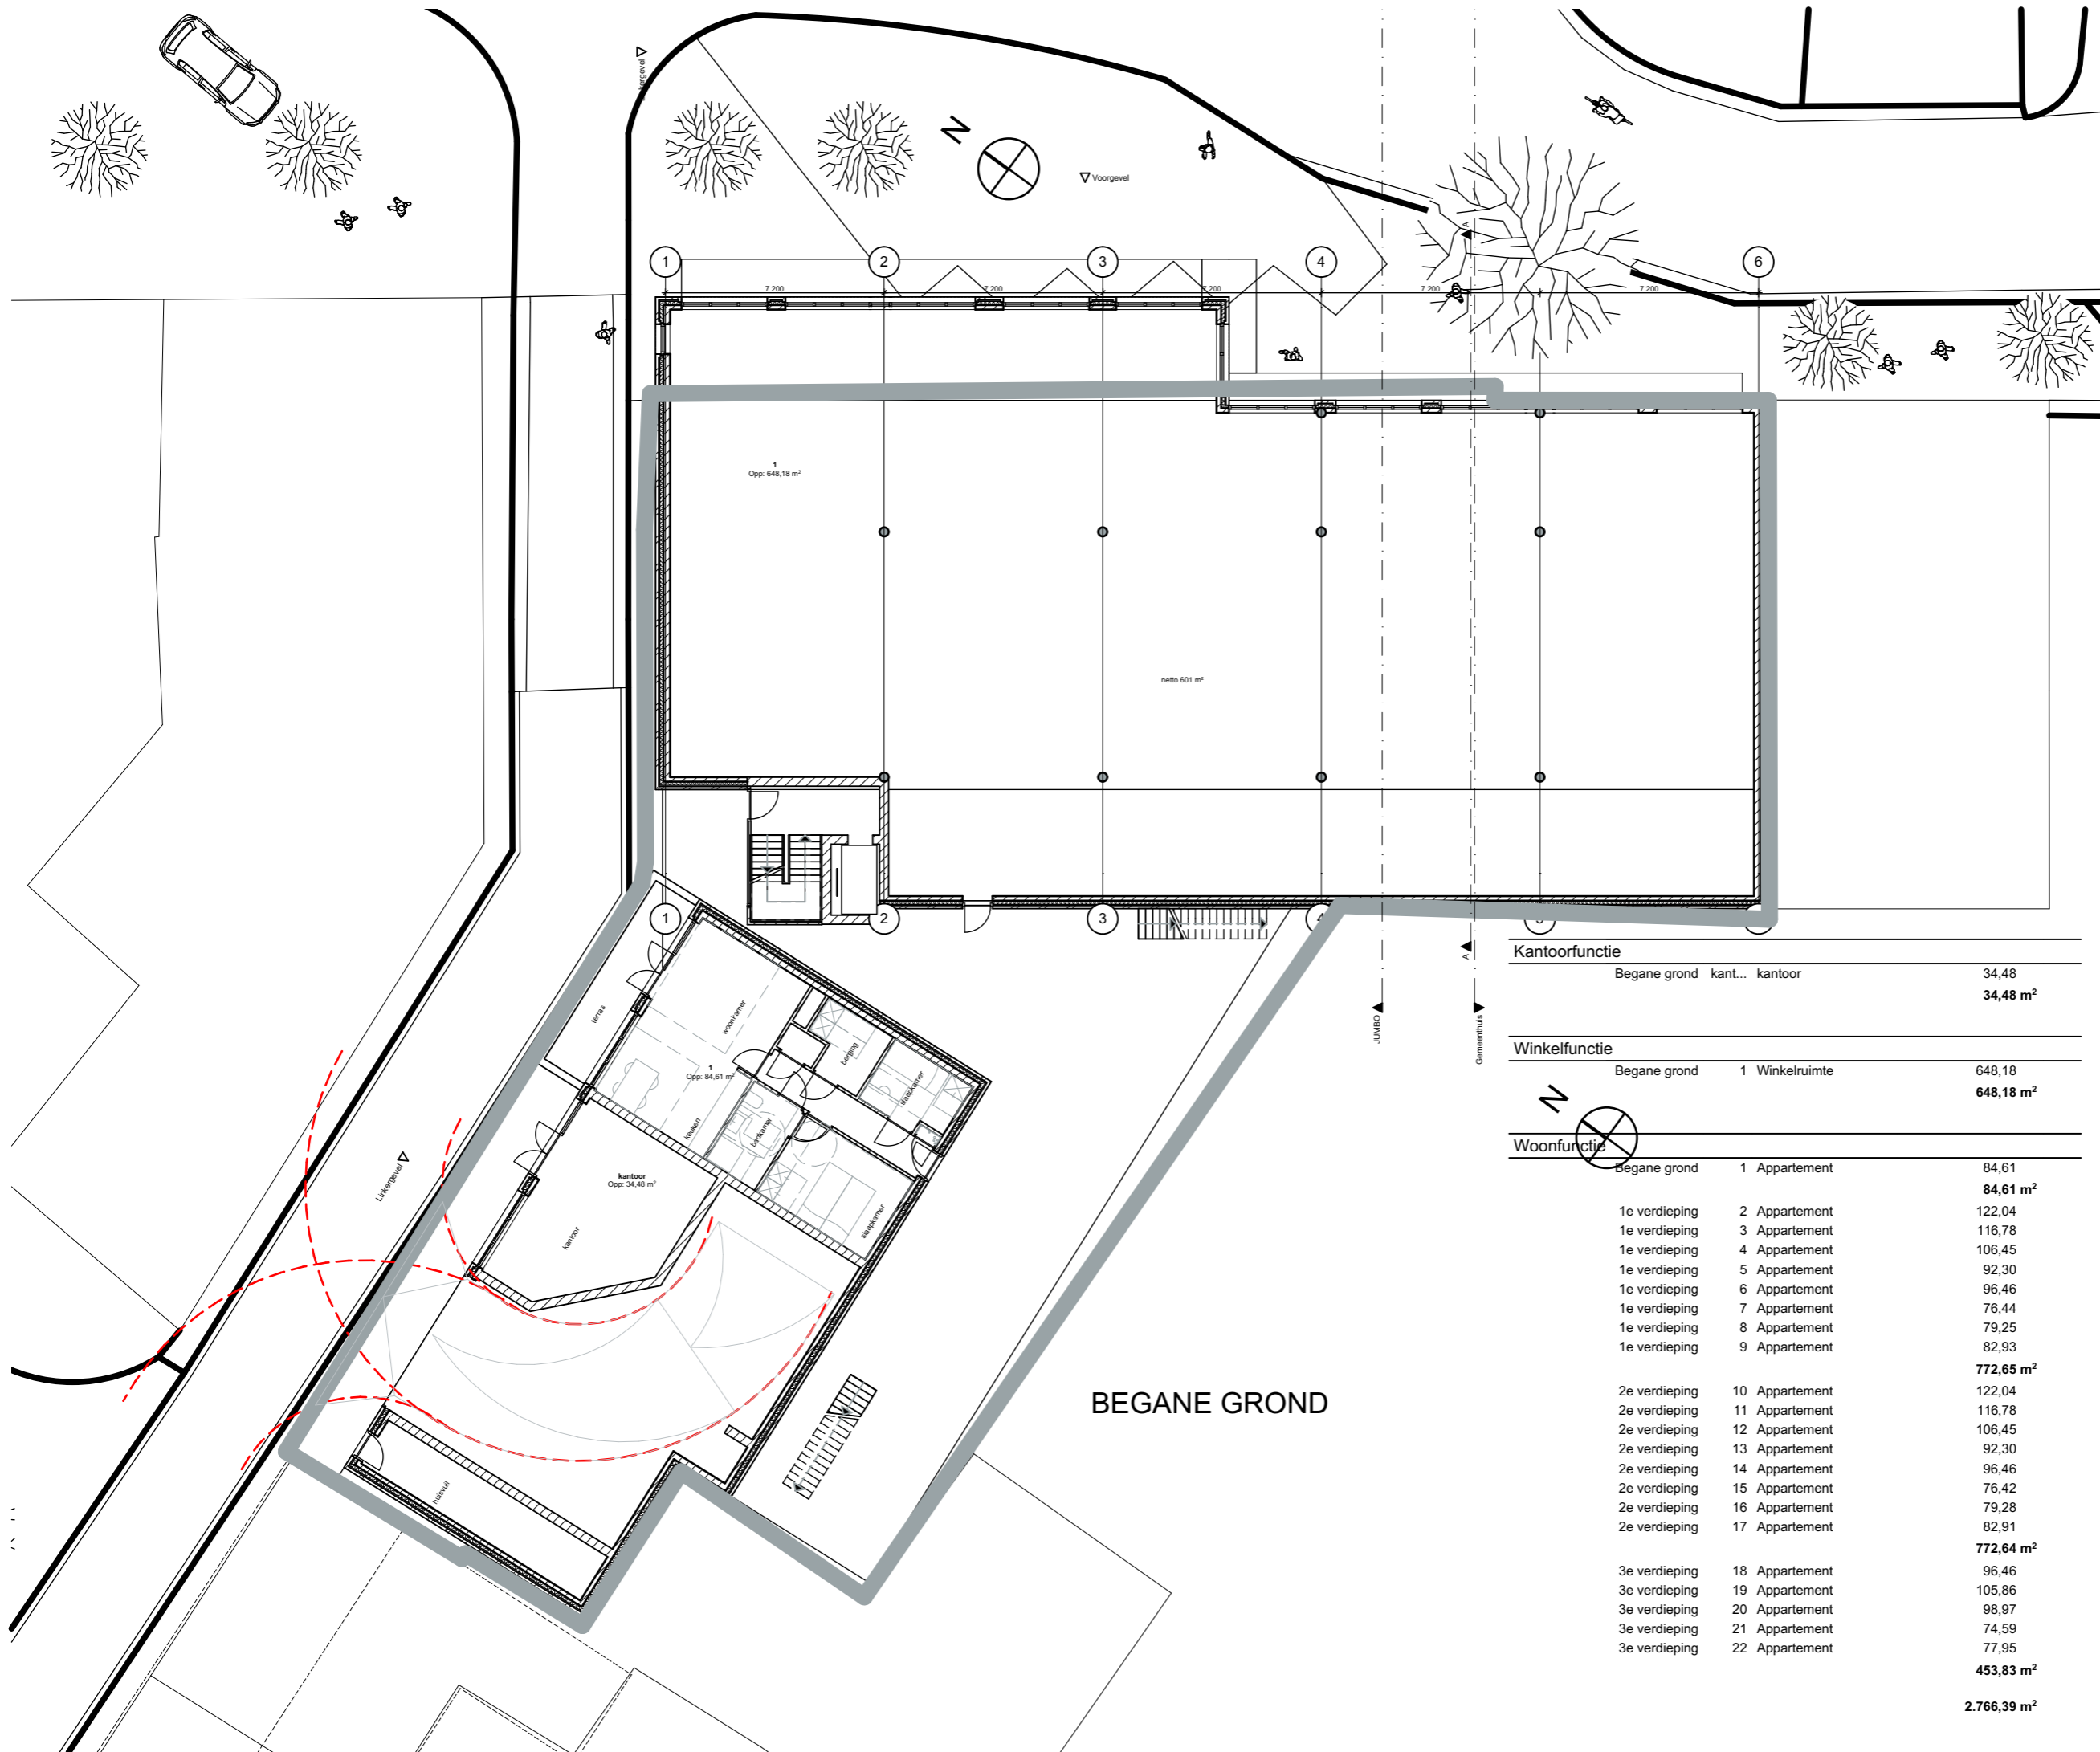 N
Voorgevel
A
1
2
3
4
6
7.200
7.200
7.200
7.200
7.200
1
Opp: 648,18 m²
netto 601 m²
1
2
3
4
A
JUMBO
Gemeenthuis
terras
woonkamer
1
Opp: 84,61 m²
berging
slaapkamer
keuken
badkamer
slaapkamer
Linkergevel
kantoor
Opp: 34,48 m²
kantoor
huisvuil
BEGANE GROND
Kantoorfunctie
Begane grond kant... kantoor 34,48
34,48 m²
Winkelfunctie
Begane grond 1 Winkelruimte 648,18
648,18 m²
N
Woonfunctie
Begane grond 1 Appartement 84,61
84,61 m²
1e verdieping 2 Appartement 122,04
1e verdieping 3 Appartement 116,78
1e verdieping 4 Appartement 106,45
1e verdieping 5 Appartement 92,30
1e verdieping 6 Appartement 96,46
1e verdieping 7 Appartement 76,44
1e verdieping 8 Appartement 79,25
1e verdieping 9 Appartement 82,93
772,65 m²
2e verdieping 10 Appartement 122,04
2e verdieping 11 Appartement 116,78
2e verdieping 12 Appartement 106,45
2e verdieping 13 Appartement 92,30
2e verdieping 14 Appartement 96,46
2e verdieping 15 Appartement 76,42
2e verdieping 16 Appartement 79,28
2e verdieping 17 Appartement 82,91
772,64 m²
3e verdieping 18 Appartement 96,46
3e verdieping 19 Appartement 105,86
3e verdieping 20 Appartement 98,97
3e verdieping 21 Appartement 74,59
3e verdieping 22 Appartement 77,95
453,83 m²
2.766,39 m²